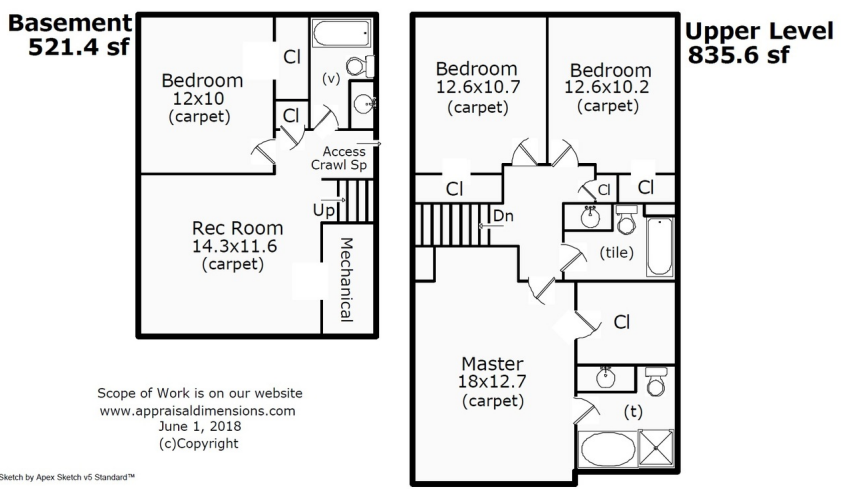 Basement
521.4 sf
Bedroom
12x10
(carpet)
Cl
(v)
Cl
Access
Crawl Sp
Up
Rec Room
14.3x11.6
(carpet)
Mechanical
Upper Level
835.6 sf
Bedroom
12.6x10.7
(carpet)
Bedroom
12.6x10.2
(carpet)
Cl
Cl
Cl
Dn
(tile)
Cl
Master
18x12.7
(carpet)
(t)
Scope of Work is on our website
www.appraisaldimensions.com
June 1, 2018
(c)Copyright
Sketch by Apex Sketch v5 Standard™